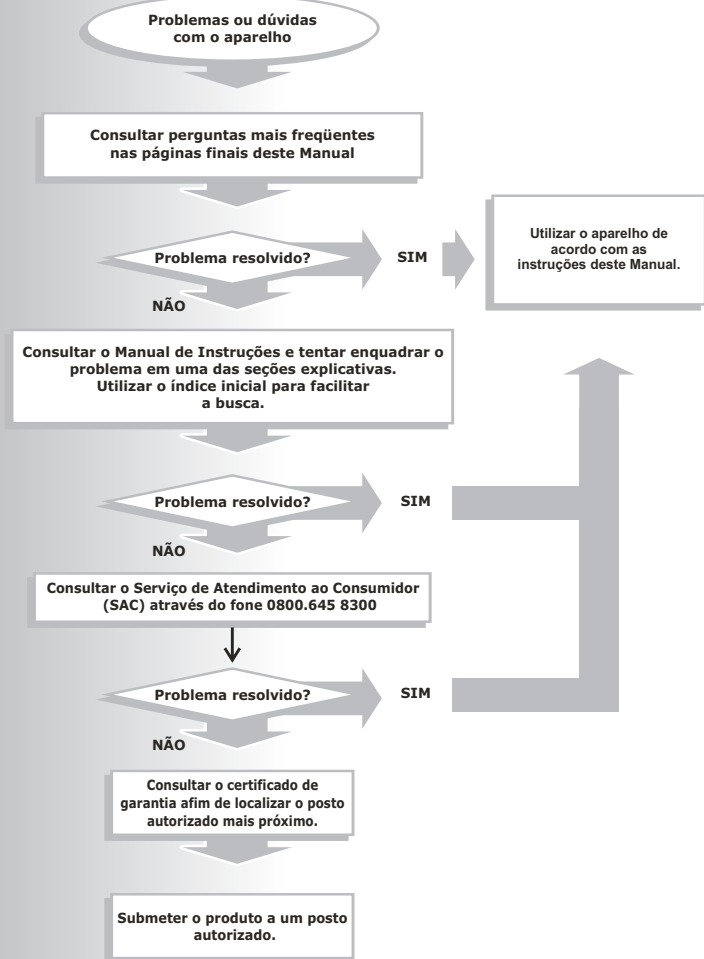 Problemas ou dúvidas
com o aparelho
Consultar perguntas mais freqüentes
nas páginas finais deste Manual
Problema resolvido?
SIM
Utilizar o aparelho de
acordo com as
instruções deste Manual.
NÃO
Consultar o Manual de Instruções e tentar enquadrar o
problema em uma das seções explicativas.
Utilizar o índice inicial para facilitar
a busca.
Problema resolvido?
SIM
NÃO
Consultar o Serviço de Atendimento ao Consumidor
(SAC) através do fone 0800.645 8300
Problema resolvido?
SIM
NÃO
Consultar o certificado de
garantia afim de localizar o posto
autorizado mais próximo.
Submeter o produto a um posto
autorizado.